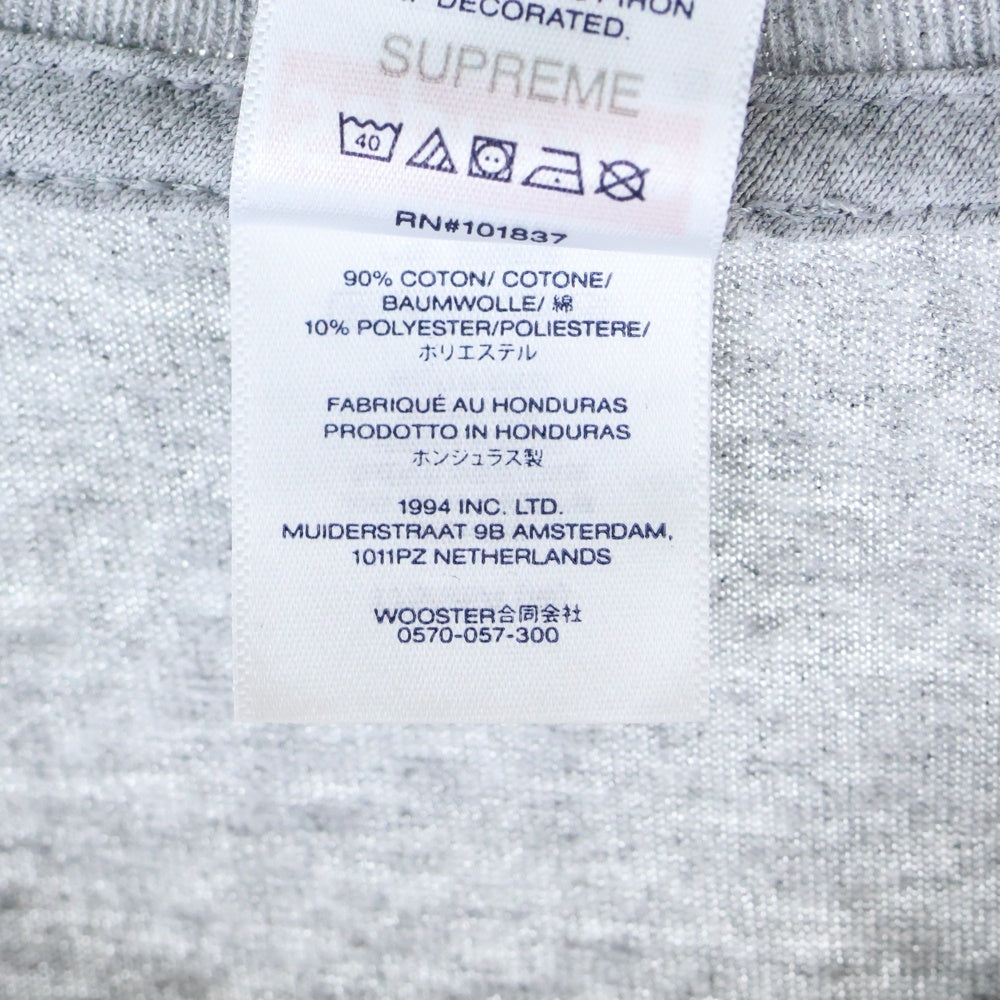 IRON
DECORATED.
SUPREME
40
RN#101837
90% COTON/ COTONE/
BAUMWOLLE/ 綿
10% POLYESTER/POLIESTERE/
ホリエステル
FABRIQUÉ AU HONDURAS
PRODOTTO IN HONDURAS
ホンジュラス製
1994 INC. LTD.
MUIDERSTRAAT 9B AMSTERDAM,
1011PZ NETHERLANDS
WOOSTER合同会社
0570-057-300